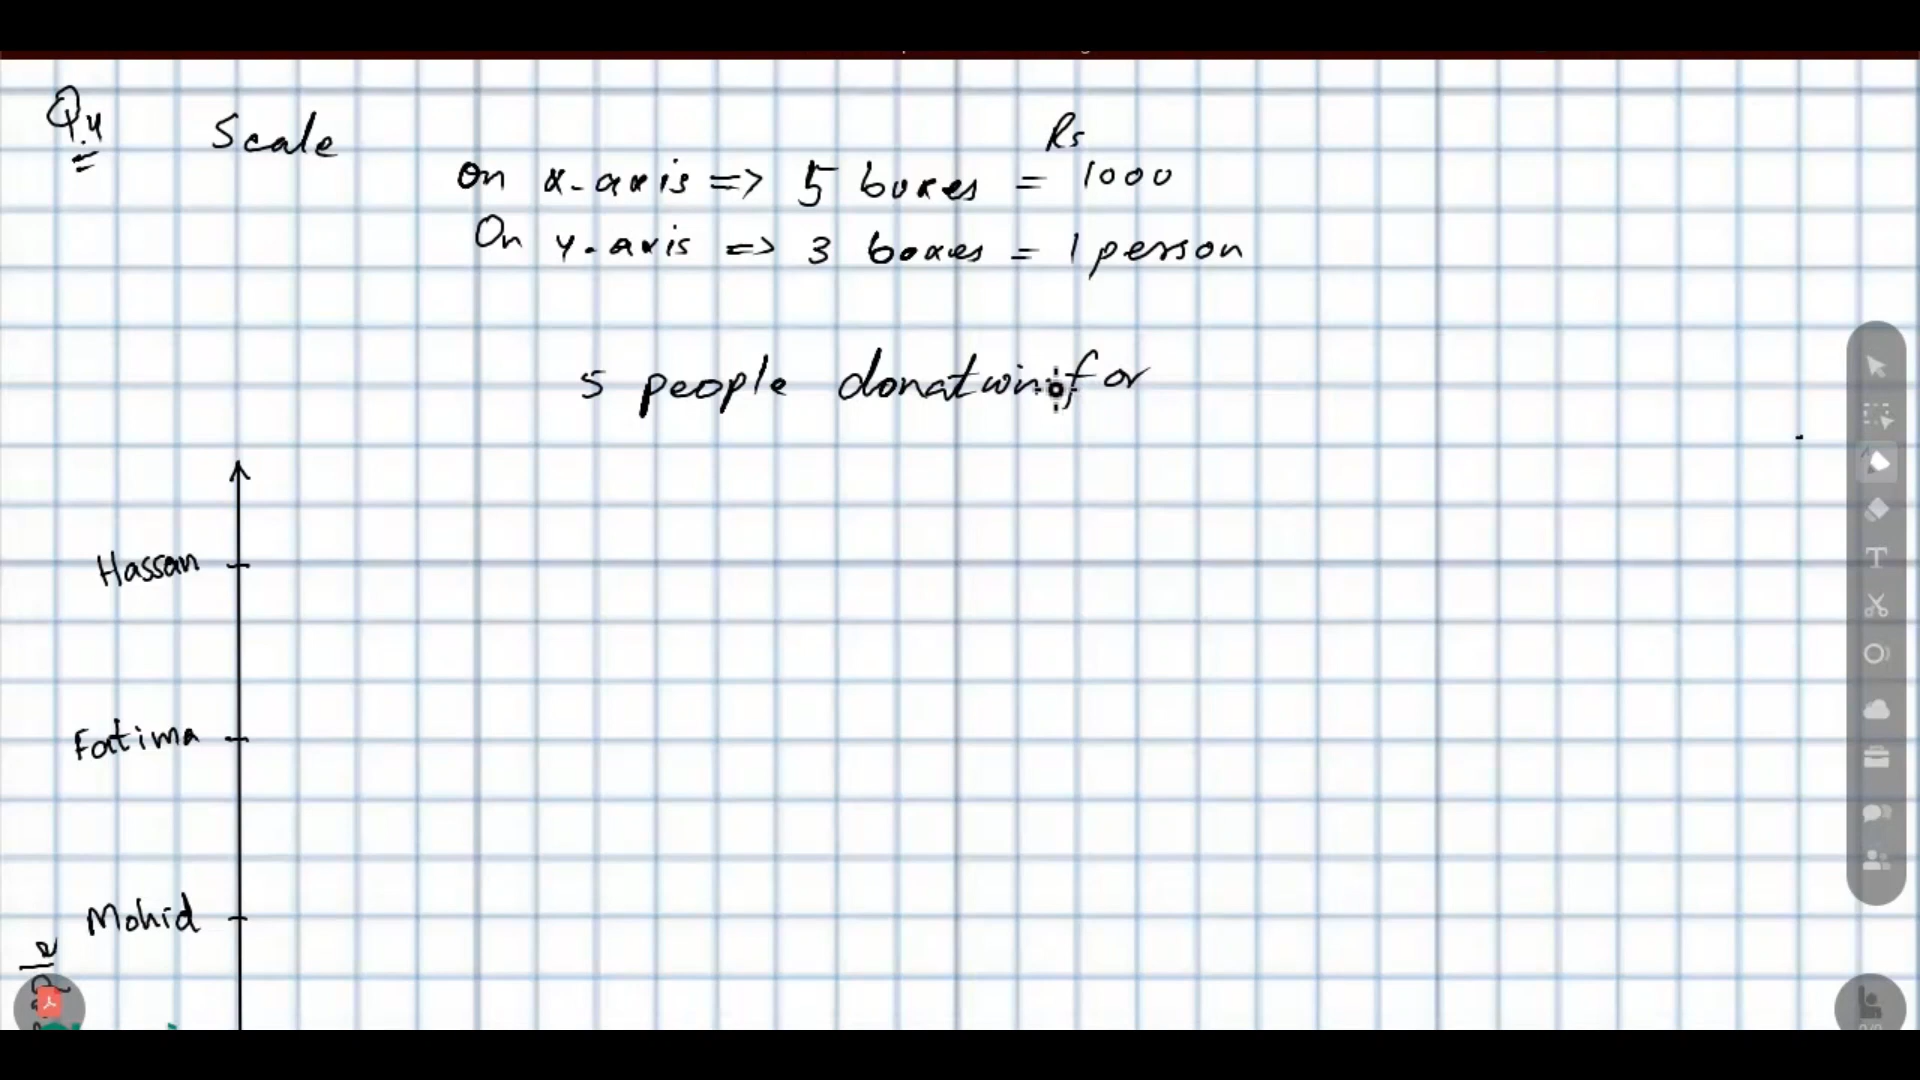 Q.4 Scale
Rs
On x-axis => 5 boxes = 1000
On y-axis => 3 boxes = 1 person
5 people for
Hassan
Fatima
Mohid
T